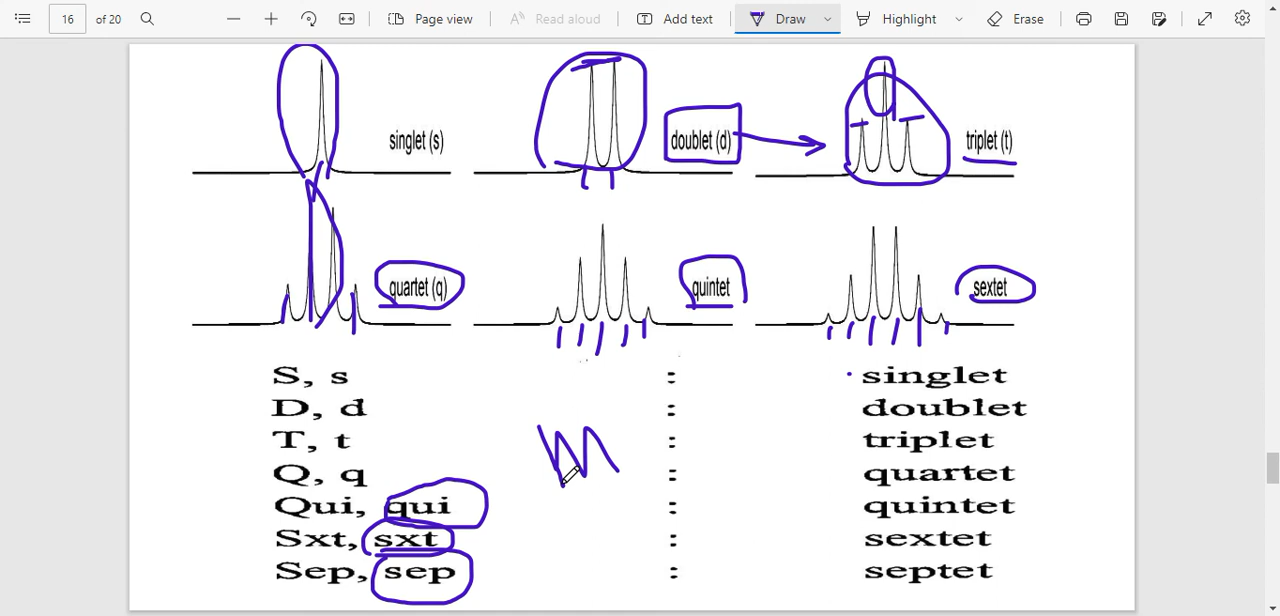 16 of 20 Page view Read aloud Add text Draw Highlight Erase
singlet (s) doublet (d) triplet (t)
quartet (q) quintet sextet
S, s : singlet
D, d : doublet
T, t : triplet
Q, q : quartet
Qui, qui : quintet
Sxt, sxt : sextet
Sep, sep : septet
m